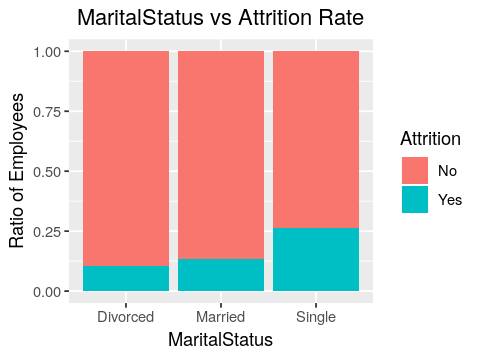 MaritalStatus vs Attrition Rate
Ratio of Employees
1.00
0.75
0.50
0.25
0.00
Divorced Married Single
MaritalStatus
Attrition
No
Yes